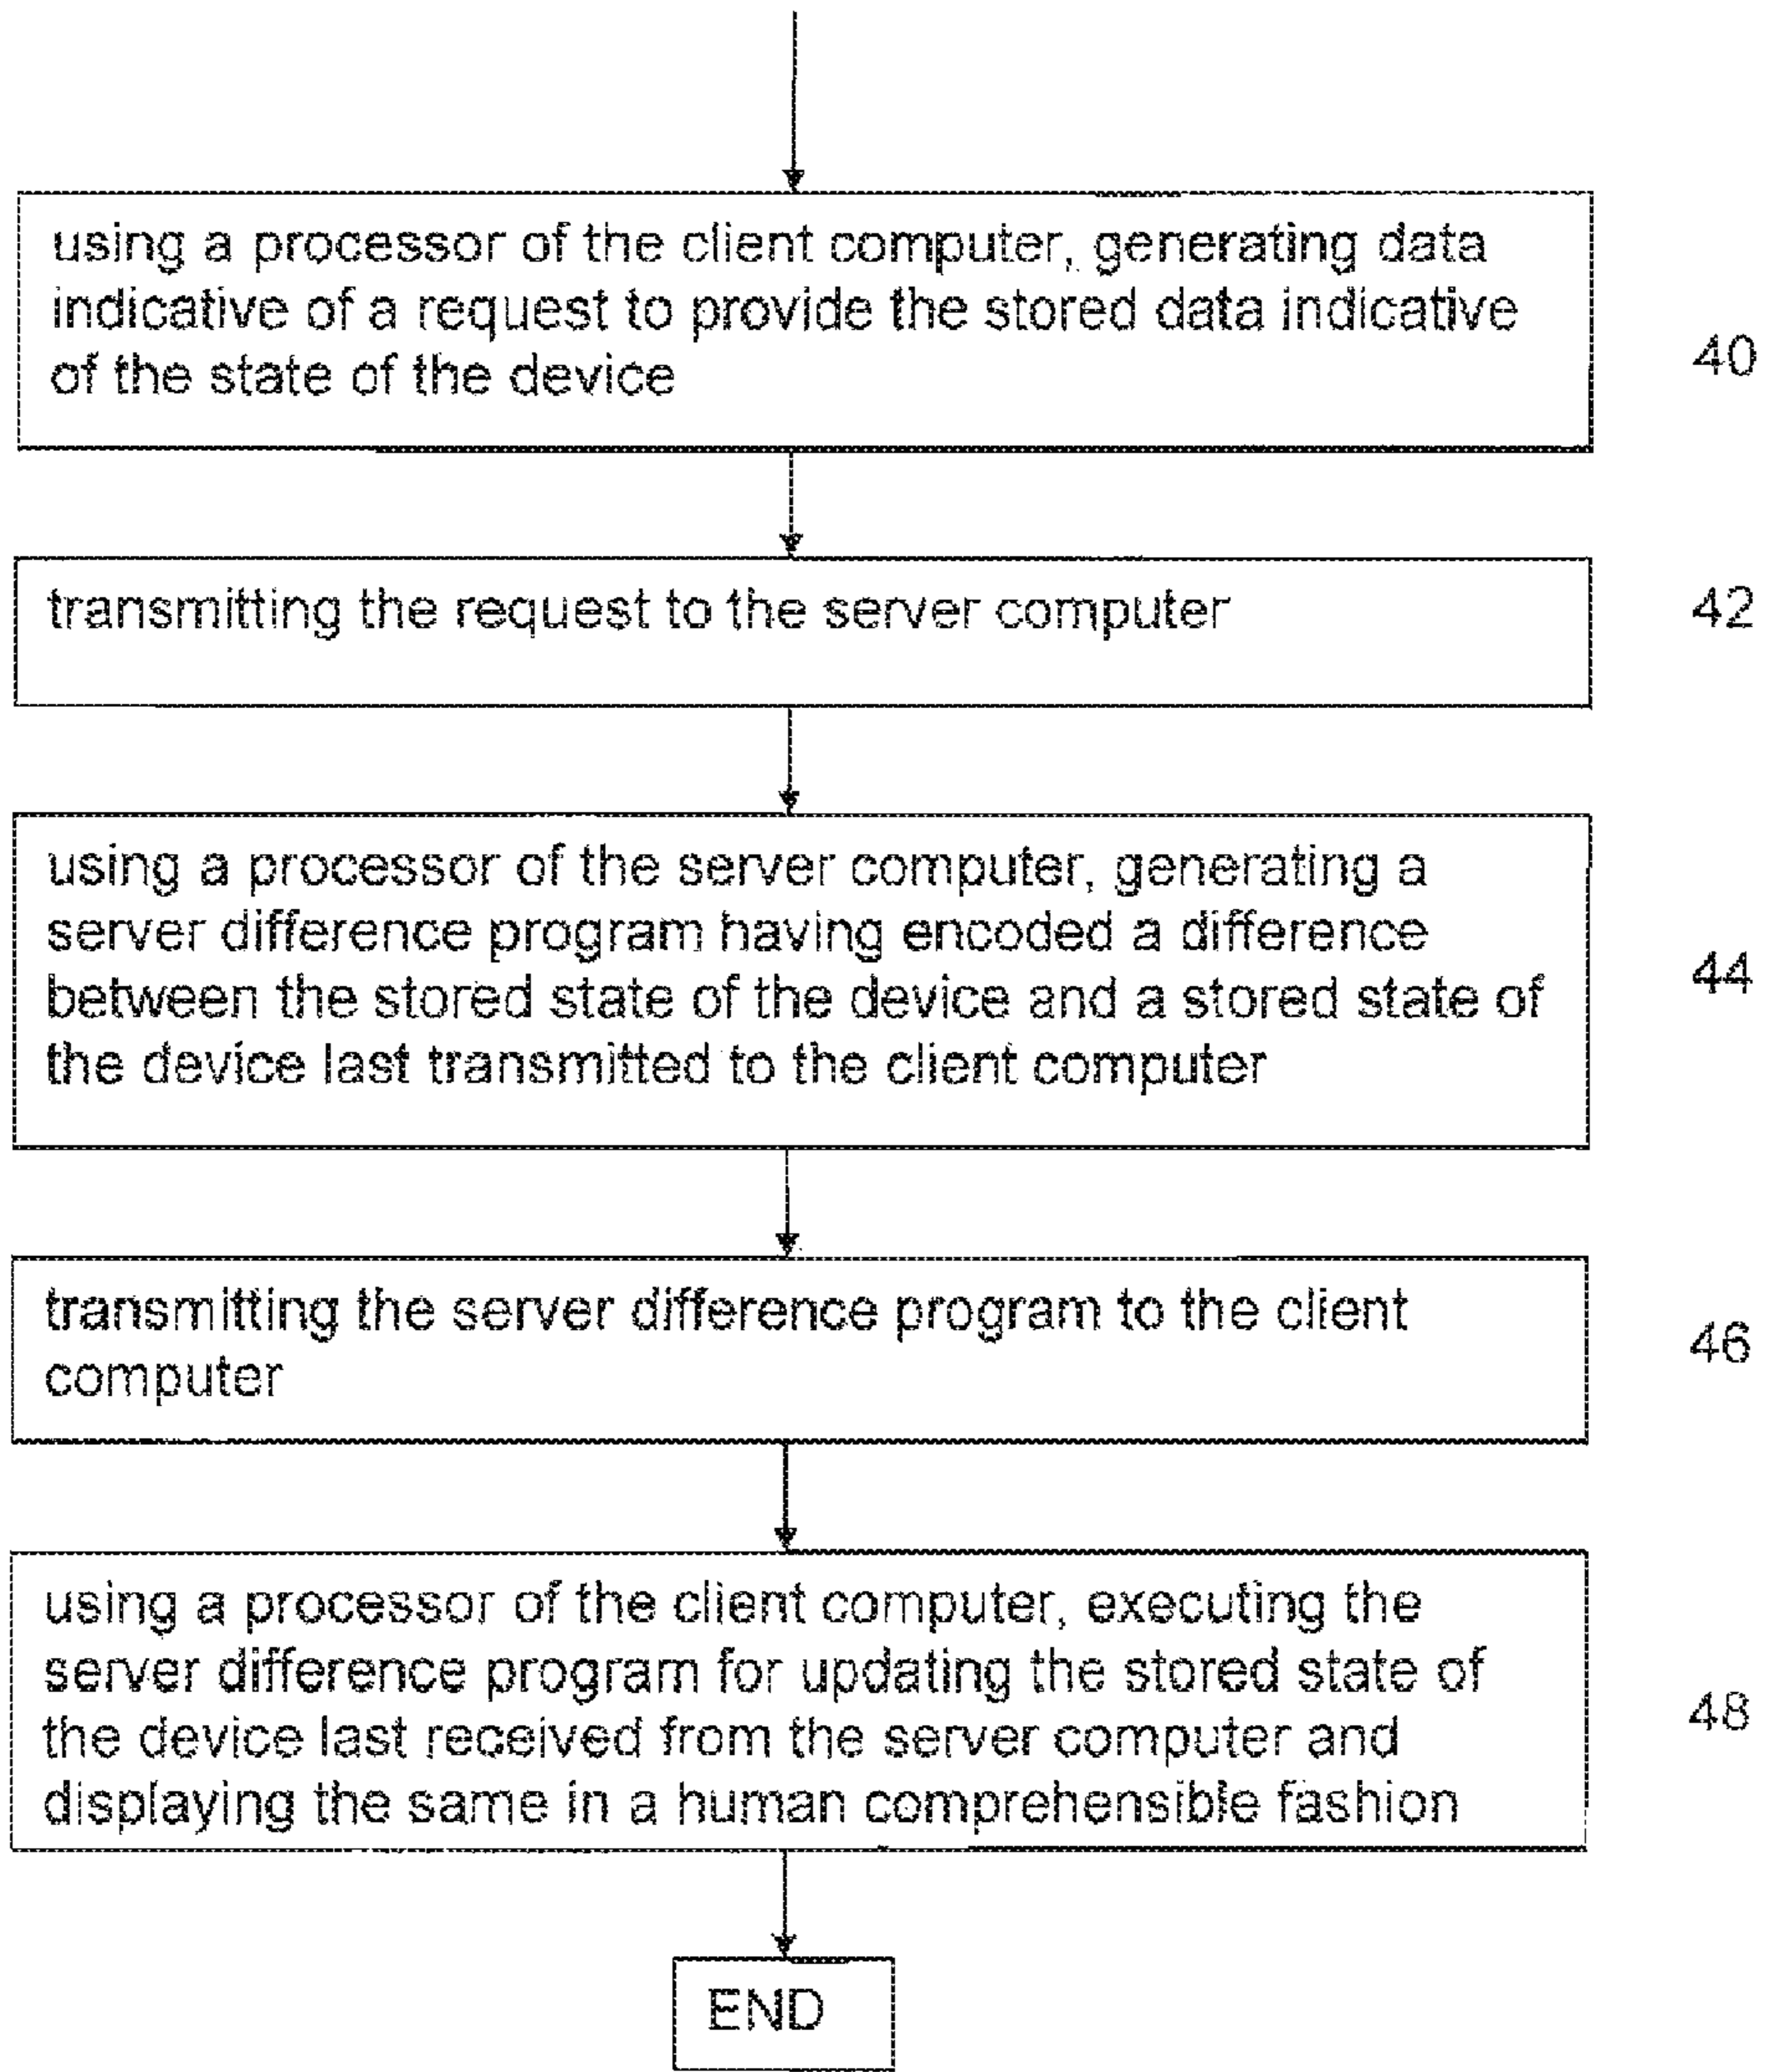 using a processor of the client computer, generating data
indicative of a request to provide the stored data indicative
of the state of the device
40
transmitting the request to the server computer
42
using a processor of the server computer, generating a
server difference program having encoded a difference
between the stored state of the device and a stored state of
the device last transmitted to the client computer
44
transmitting the server difference program to the client
computer
46
using a processor of the client computer, executing the
server difference program for updating the stored state of
the device last received from the server computer and
displaying the same in a human comprehensible fashion
48
END